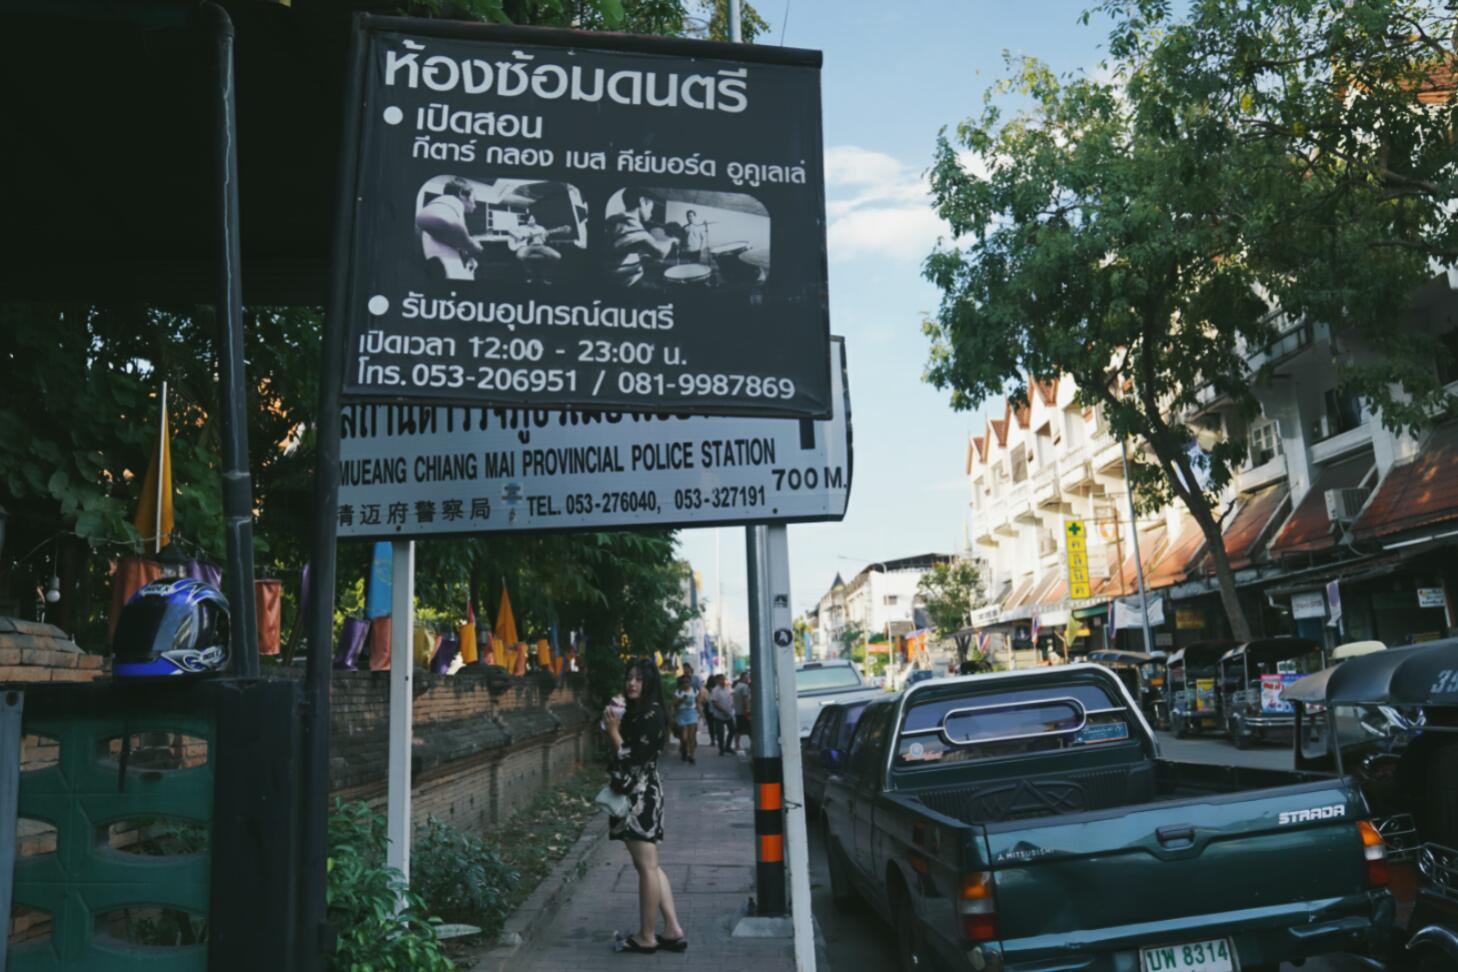 ห้องซ้อมดนตรี
● เปิดสอน
กีตาร์ กลอง เบส คีย์บอร์ด อูคูเลเล่
● รับซ่อมอุปกรณ์ดนตรี
เปิดเวลา 12:00 - 23:00 น.
โทร. 053-206951 / 081-9987869
MUEANG CHIANG MAI PROVINCIAL POLICE STATION
700 M.
清迈府警察局 TEL. 053-276040, 053-327191
STRADA
MITSUBISHI
บพ 8314